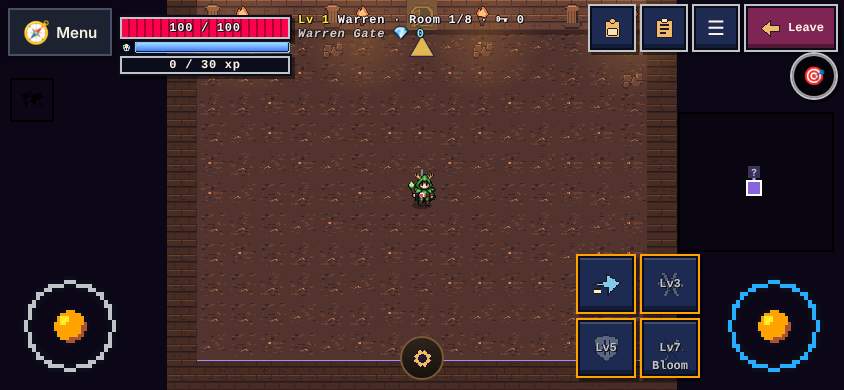 Menu
100 / 100
0 / 30 xp
Lv 1 Warren · Room 1/8 · 0
Warren Gate 0
Leave
?
Lv3
Lv5
Lv7
Bloom